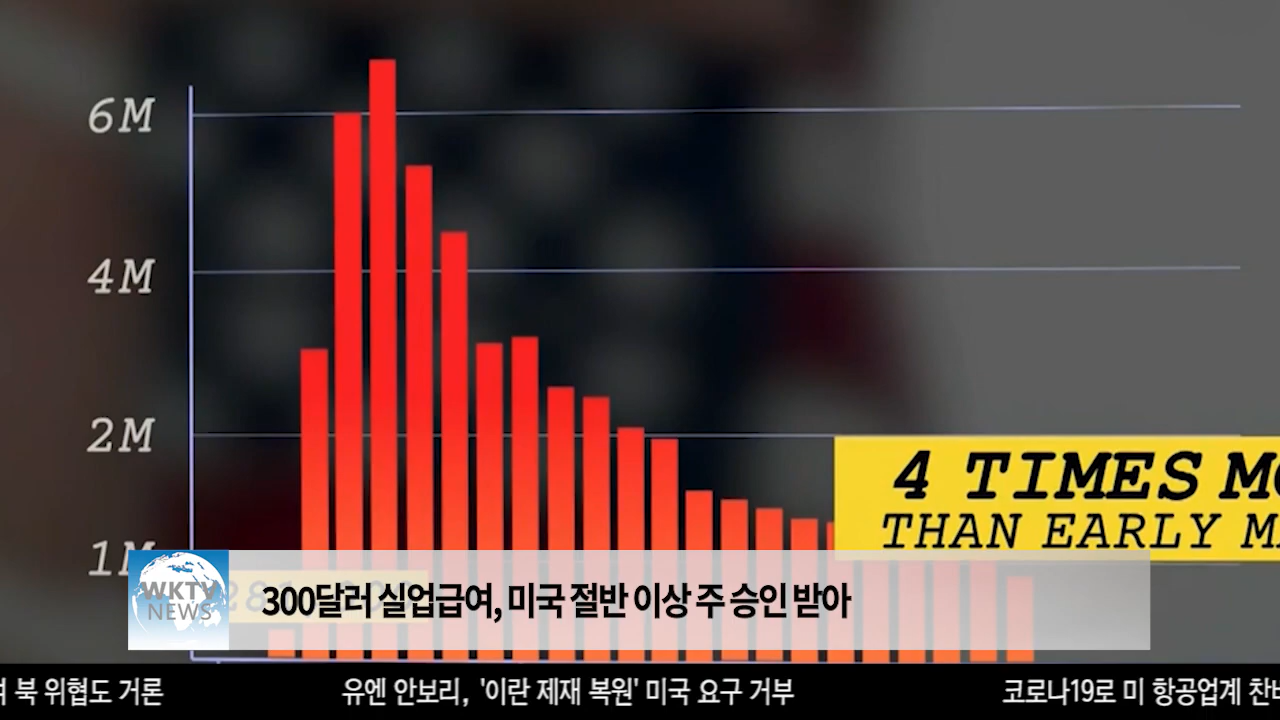 6M
4M
2M
4 TIMES
THAN EARLY
1M
WKTV
NEWS
300달러 실업급여, 미국 절반 이상 주 승인 받아
북 위협도 거론
유엔 안보리, '이란 제재 복원' 미국 요구 거부
코로나19로 미 항공업계